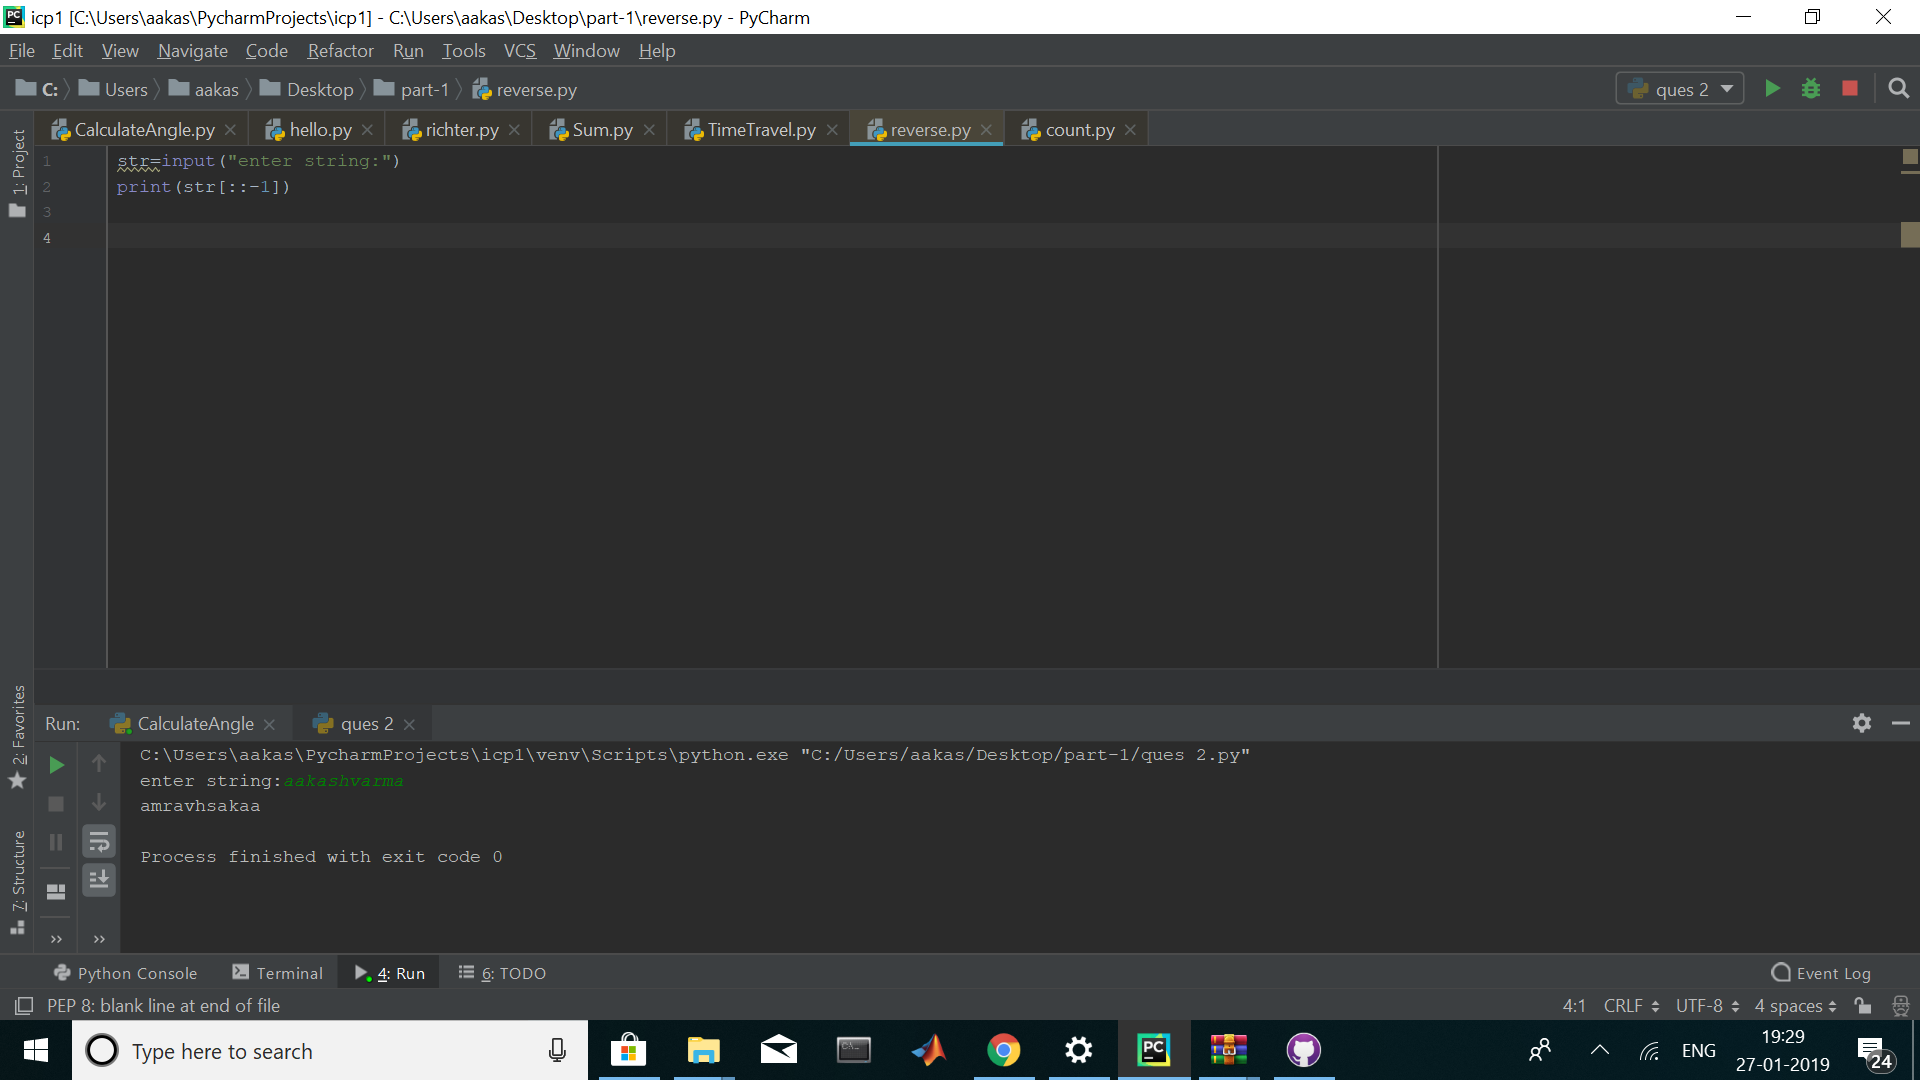 icp1 [C:\Users\aakas\PycharmProjects\icp1] - C:\Users\aakas\Desktop\part-1\reverse.py - PyCharm
File Edit View Navigate Code Refactor Run Tools VCS Window Help
C: Users aakas Desktop part-1 reverse.py ques 2
CalculateAngle.py hello.py richter.py Sum.py TimeTravel.py reverse.py count.py
1: Project
1 str=input("enter string:")
2 print(str[::-1])
3
4
2: Favorites
7: Structure
Run: CalculateAngle ques 2
C:\Users\aakas\PycharmProjects\icp1\venv\Scripts\python.exe "C:/Users/aakas/Desktop/part-1/ques 2.py"
enter string:aakashvarma
amravhsakaa
Process finished with exit code 0
Python Console Terminal 4: Run 6: TODO Event Log
PEP 8: blank line at end of file 4:1 CRLF UTF-8 4 spaces
Type here to search
ENG
19:29
27-01-2019
24